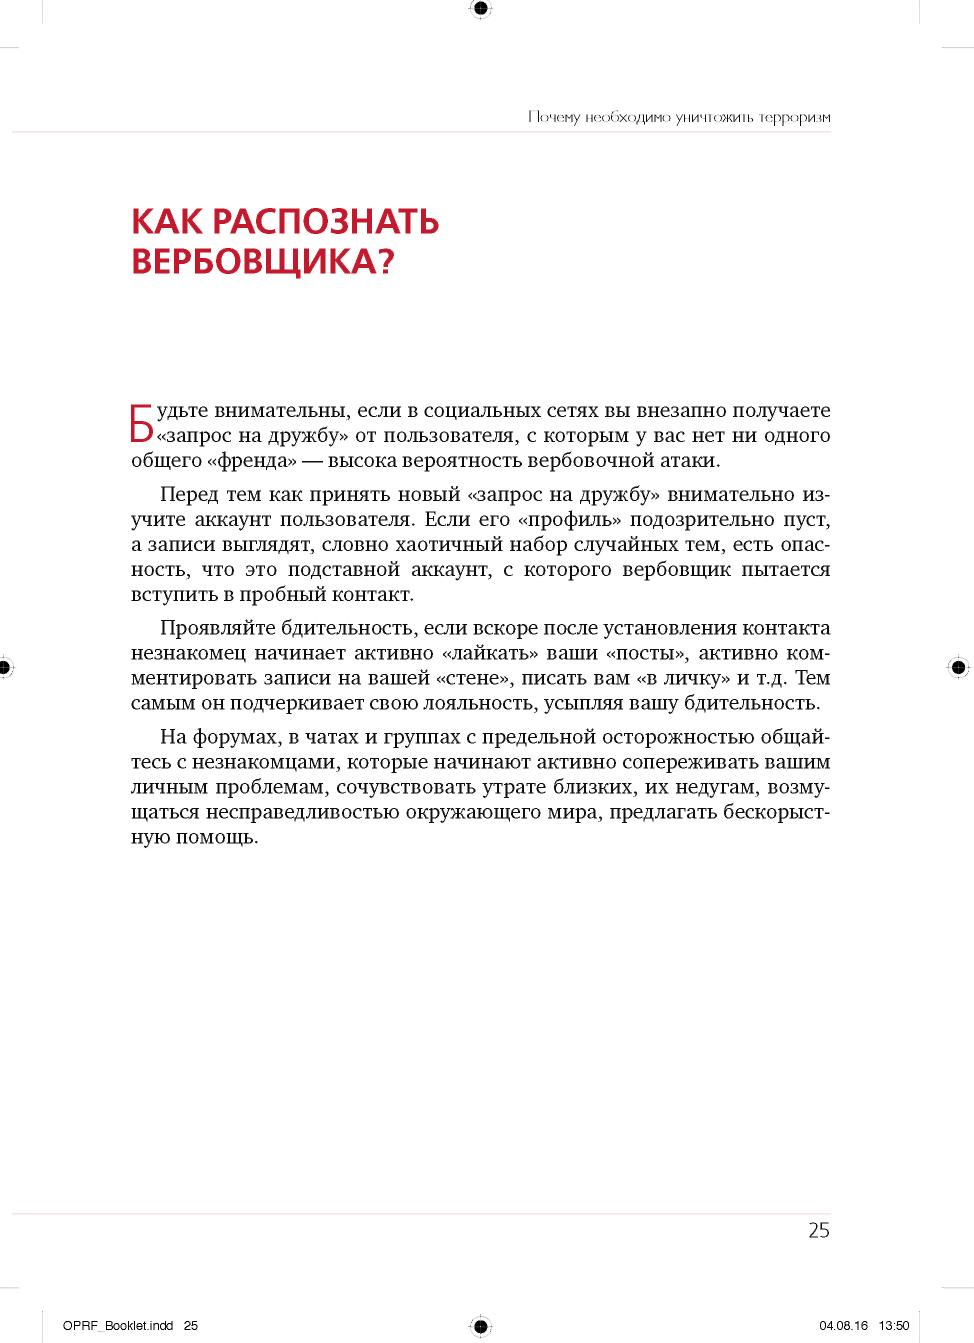 Почему необходимо уничтожить терроризм
КАК РАСПОЗНАТЬ
ВЕРБОВЩИКА?
Будьте внимательны, если в социальных сетях вы внезапно получаете
«запрос на дружбу» от пользователя, с которым у вас нет ни одного
общего «френда» — высока вероятность вербовочной атаки.
Перед тем как принять новый «запрос на дружбу» внимательно из-
учите аккаунт пользователя. Если его «профиль» подозрительно пуст,
а записи выглядят, словно хаотичный набор случайных тем, есть опас-
ность, что это подставной аккаунт, с которого вербовщик пытается
вступить в пробный контакт.
Проявляйте бдительность, если вскоре после установления контакта
незнакомец начинает активно «лайкать» ваши «посты», активно ком-
ментировать записи на вашей «стене», писать вам «в личку» и т.д. Тем
самым он подчеркивает свою лояльность, усыпляя вашу бдительность.
На форумах, в чатах и группах с предельной осторожностью общай-
тесь с незнакомцами, которые начинают активно сопереживать вашим
личным проблемам, сочувствовать утрате близких, их недугам, возму-
щаться несправедливостью окружающего мира, предлагать бескорыст-
ную помощь.
25
OPRF_Booklet.indd 25
04.08.16 13:50